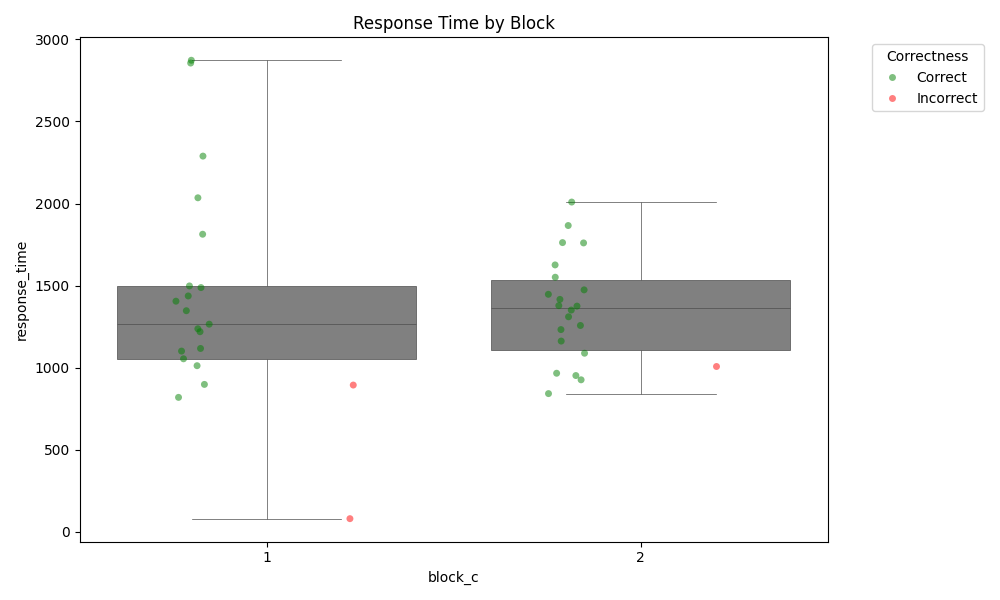 Response Time by Block
Correctness
Correct
Incorrect
response_time
3000
2500
2000
1500
1000
500
0
1
2
block_c